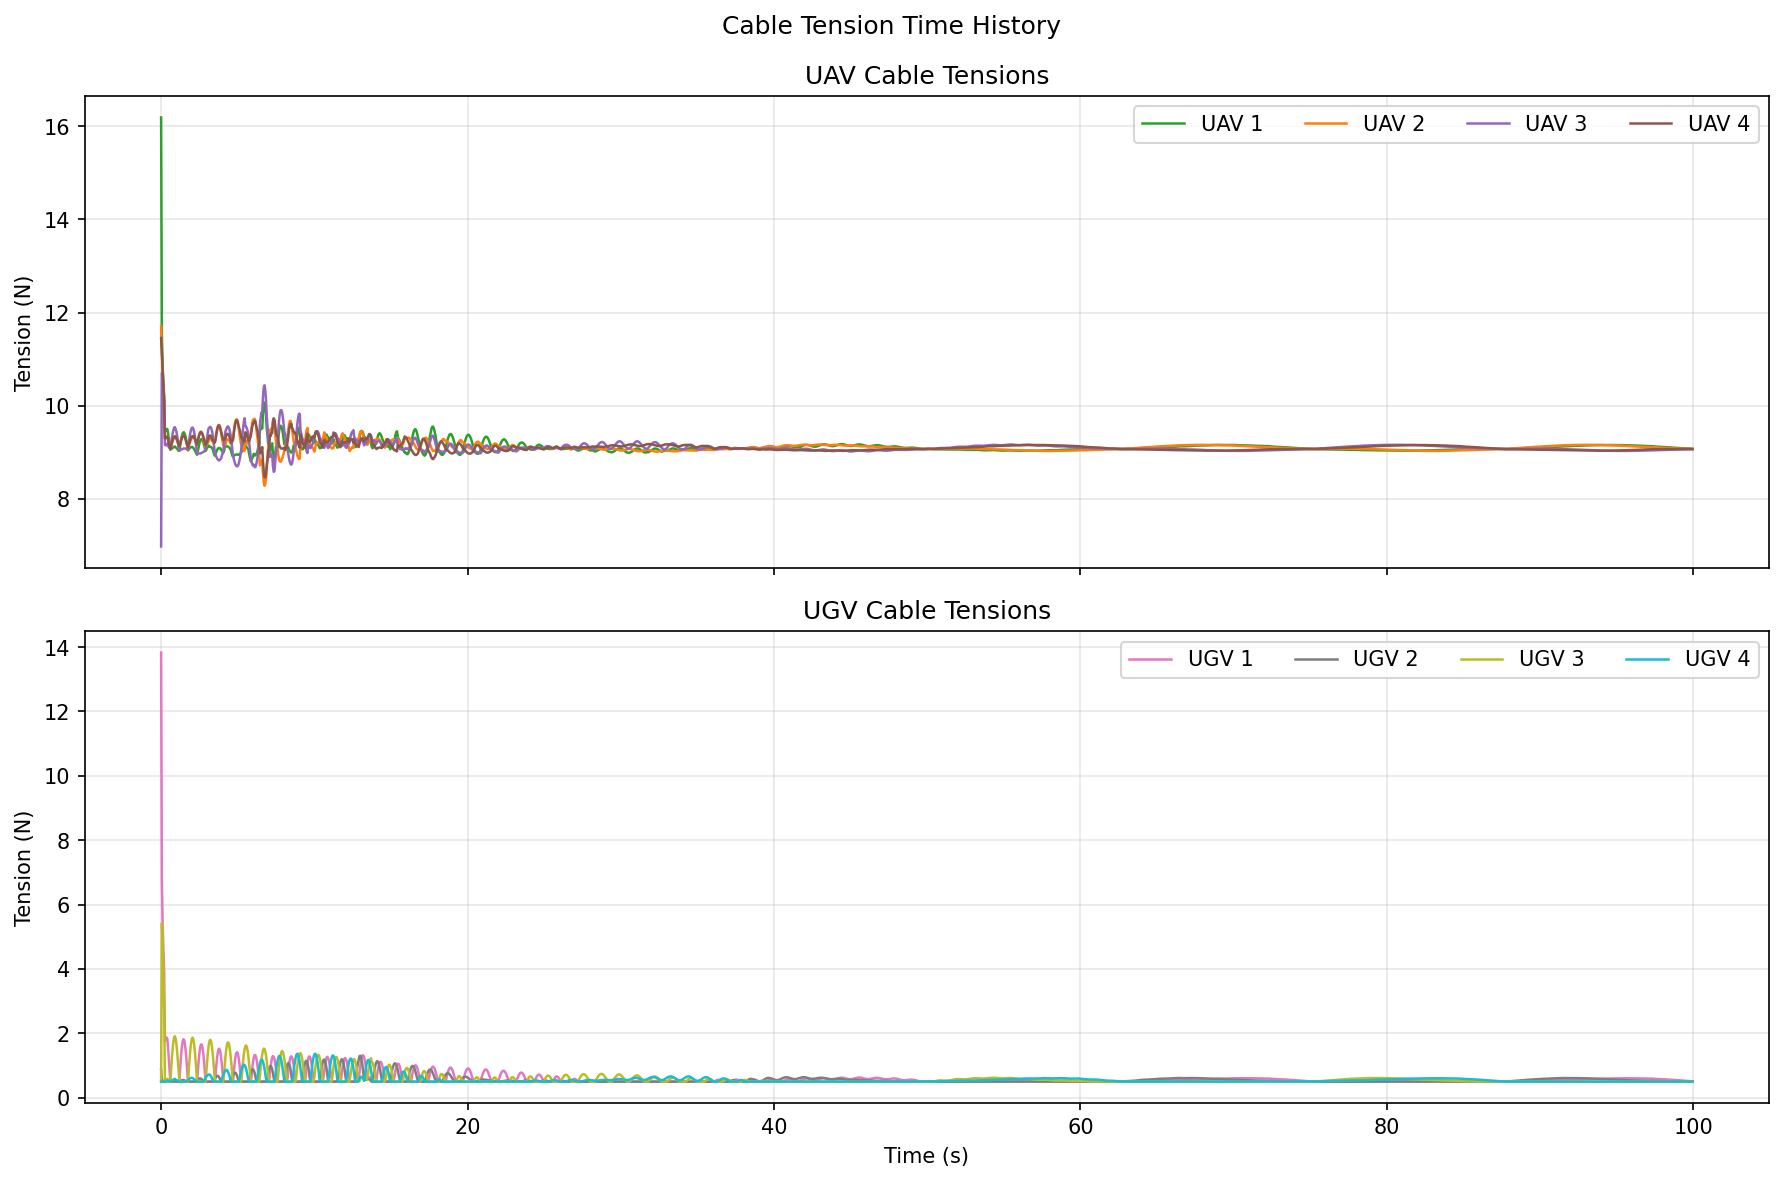 Cable Tension Time History
UAV Cable Tensions
UAV 1 UAV 2 UAV 3 UAV 4
Tension (N)
16
14
12
10
8
UGV Cable Tensions
UGV 1 UGV 2 UGV 3 UGV 4
Tension (N)
14
12
10
8
6
4
2
0
0 20 40 60 80 100
Time (s)